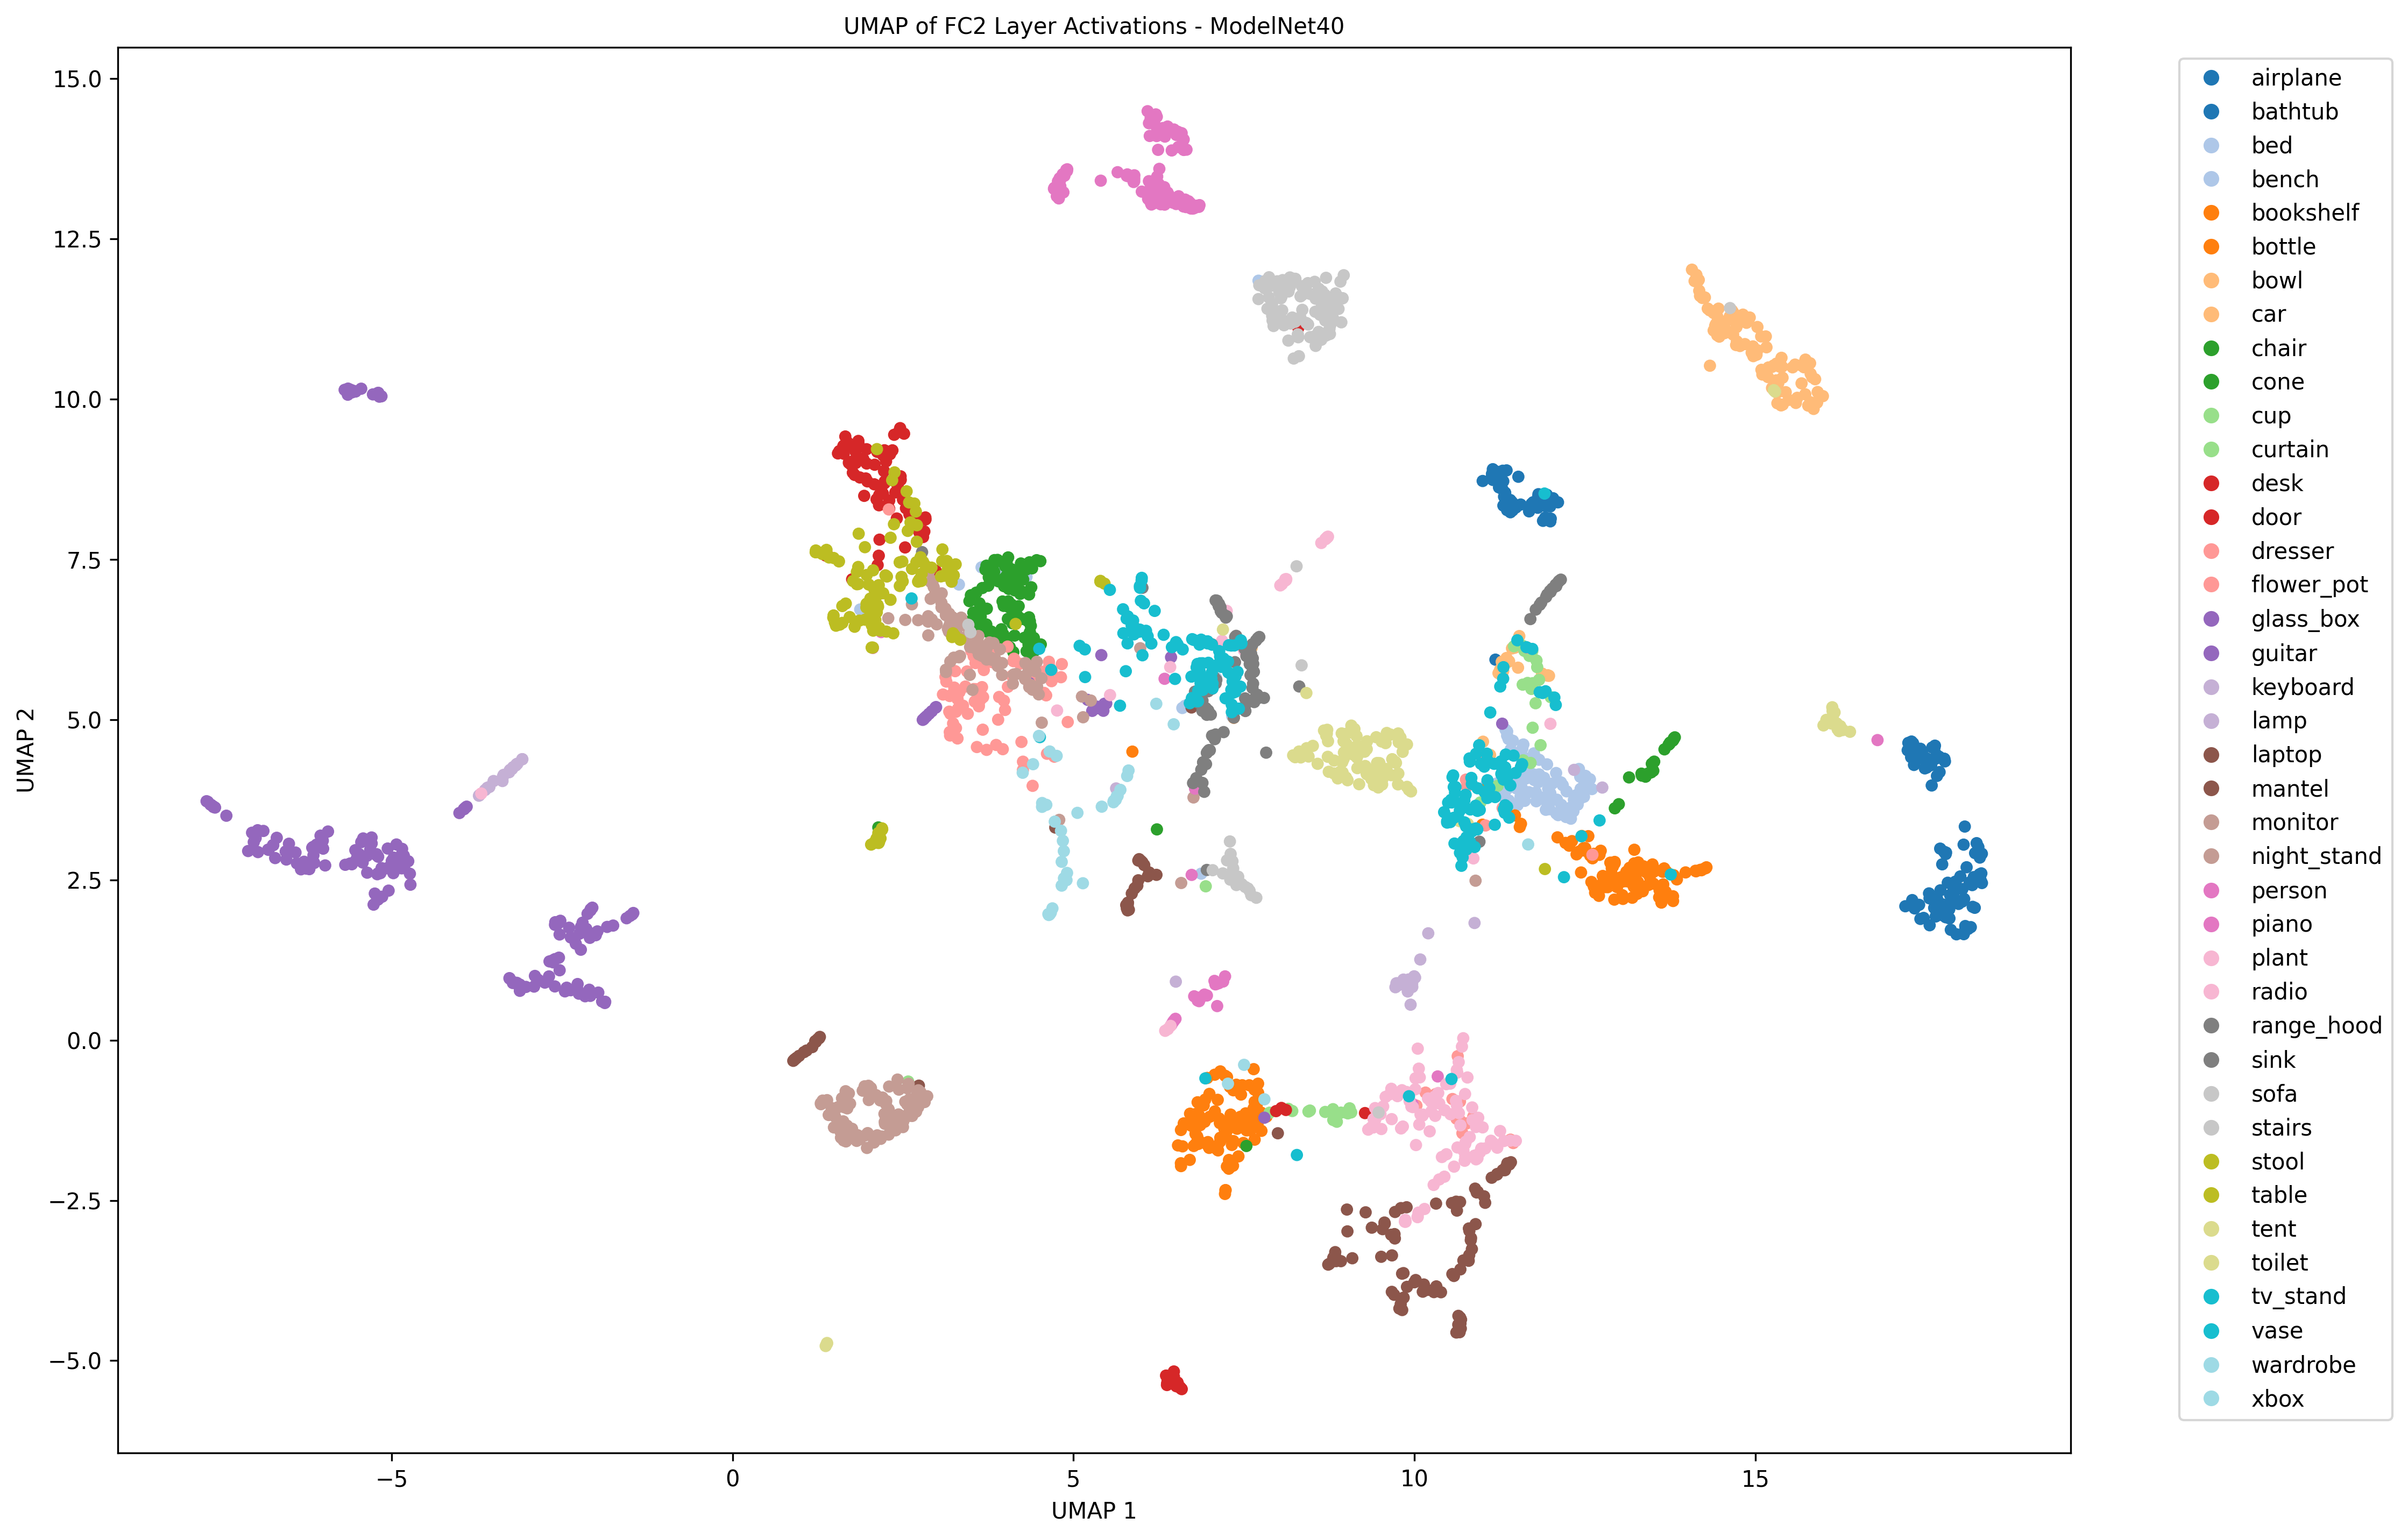 UMAP of FC2 Layer Activations - ModelNet40
15.0
12.5
10.0
7.5
5.0
2.5
0.0
−2.5
−5.0
UMAP 2
−5
0
5
10
15
UMAP 1
airplane
bathtub
bed
bench
bookshelf
bottle
bowl
car
chair
cone
cup
curtain
desk
door
dresser
flower_pot
glass_box
guitar
keyboard
lamp
laptop
mantel
monitor
night_stand
person
piano
plant
radio
range_hood
sink
sofa
stairs
stool
table
tent
toilet
tv_stand
vase
wardrobe
xbox